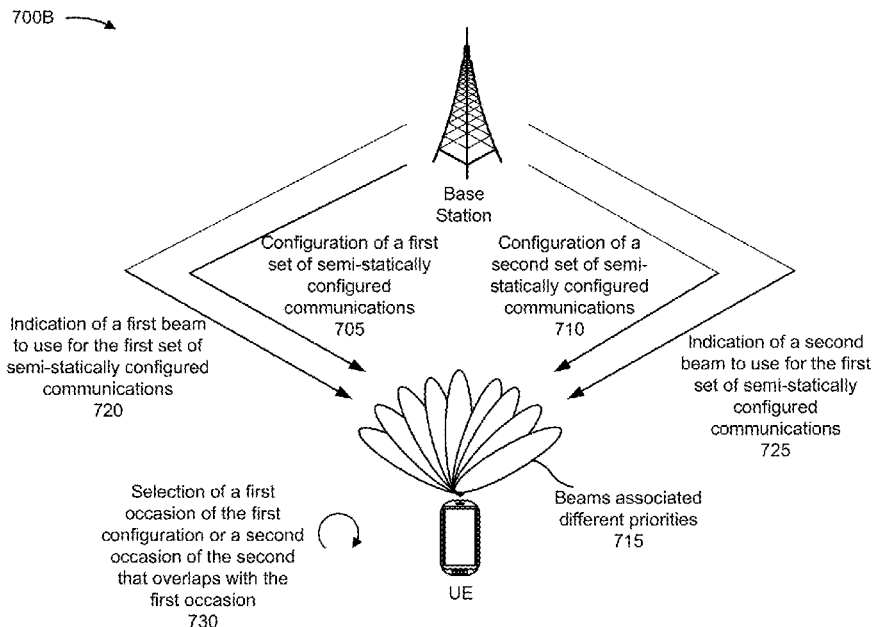 700B
Base
Station
Configuration of a first
set of semi-statically
configured
communications
705
Configuration of a
second set of semi-
statically configured
communications
710
Indication of a first beam
to use for the first set of
semi-statically configured
communications
720
Indication of a second
beam to use for the first
set of semi-statically
configured
communications
725
Beams associated
different priorities
715
Selection of a first
occasion of the first
configuration or a second
occasion of the second
that overlaps with the
first occasion
730
UE